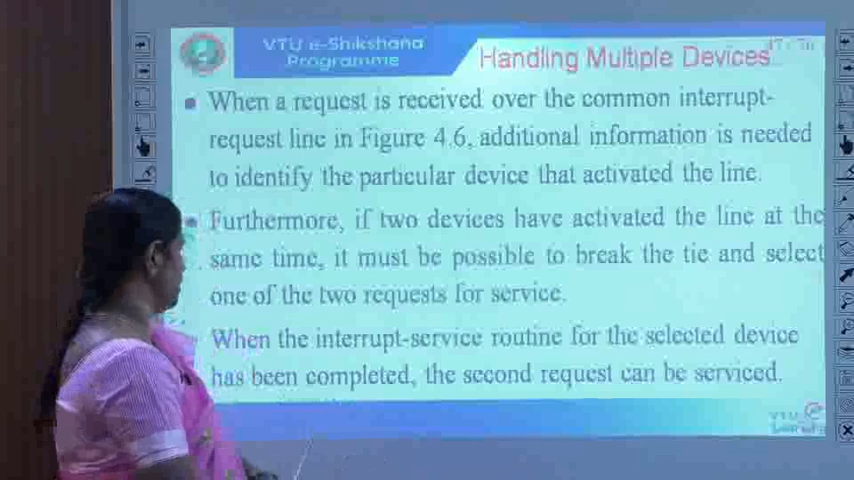 VTU e-Shikshana
Programme
Handling Multiple Devices
When a request is received over the common interrupt-
request line in Figure 4.6, additional information is needed
to identify the particular device that activated the line.
Furthermore, if two devices have activated the line at the
same time, it must be possible to break the tie and select
one of the two requests for service.
When the interrupt-service routine for the selected device
has been completed, the second request can be serviced.
VTU